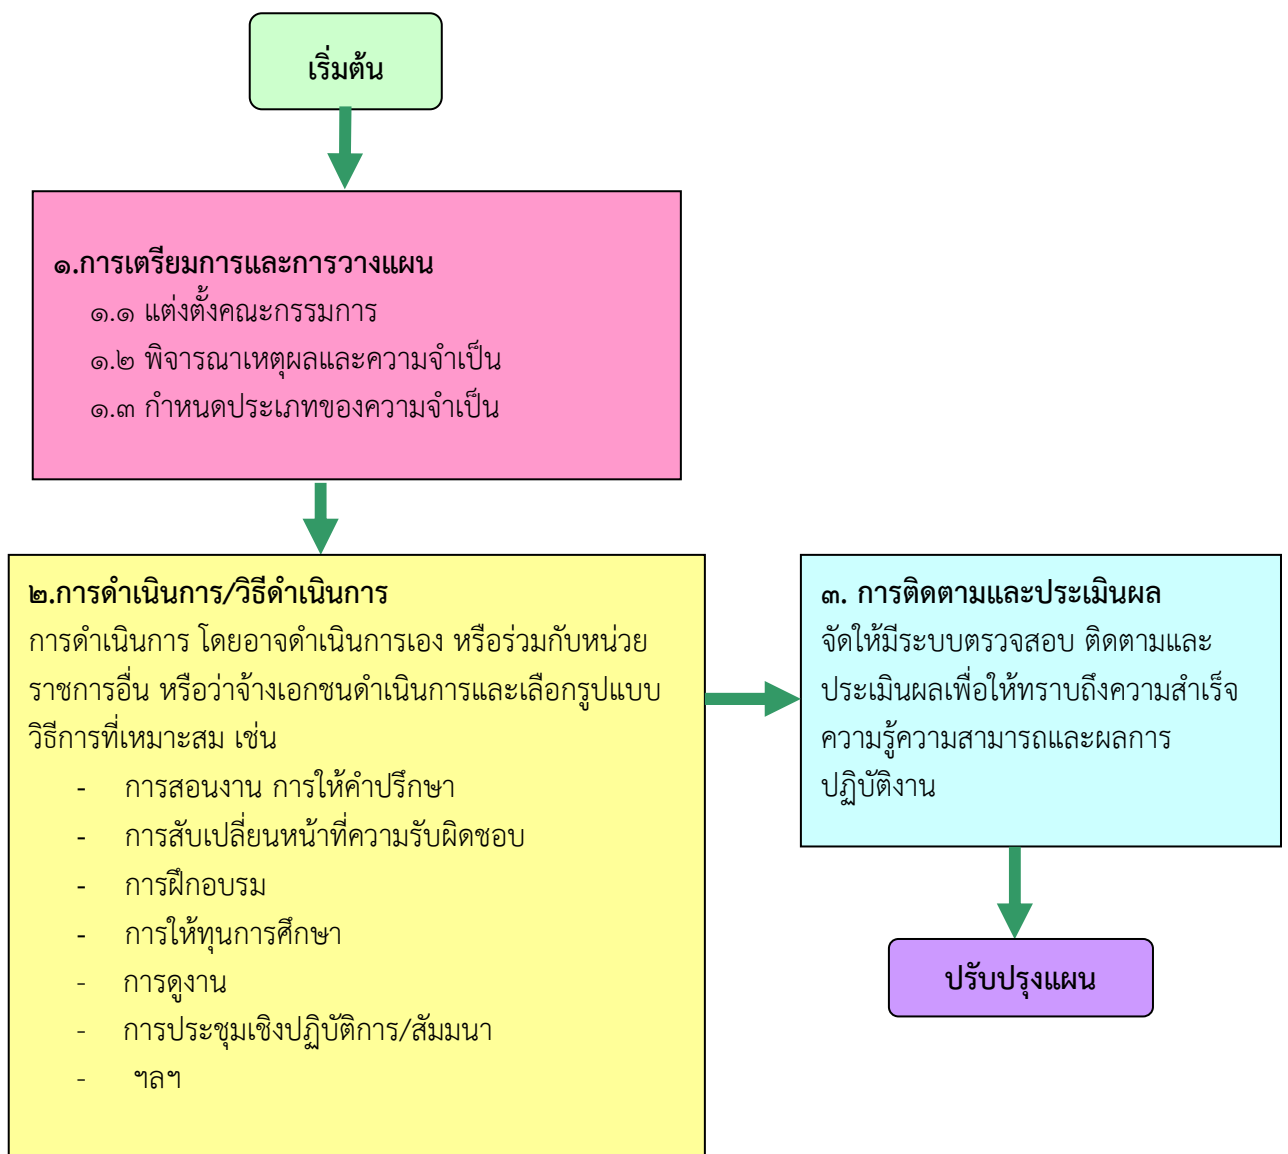 เริ่มต้น
๑.การเตรียมการและการวางแผน
๑.๑ แต่งตั้งคณะกรรมการ
๑.๒ พิจารณาเหตุผลและความจำเป็น
๑.๓ กำหนดประเภทของความจำเป็น
๒.การดำเนินการ/วิธีดำเนินการ
การดำเนินการ โดยอาจดำเนินการเอง หรือร่วมกับหน่วย
ราชการอื่น หรือว่าจ้างเอกชนดำเนินการและเลือกรูปแบบ
วิธีการที่เหมาะสม เช่น
- การสอนงาน การให้คำปรึกษา
- การสับเปลี่ยนหน้าที่ความรับผิดชอบ
- การฝึกอบรม
- การให้ทุนการศึกษา
- การดูงาน
- การประชุมเชิงปฏิบัติการ/สัมมนา
- ฯลฯ
๓. การติดตามและประเมินผล
จัดให้มีระบบตรวจสอบ ติดตามและ
ประเมินผลเพื่อให้ทราบถึงความสำเร็จ
ความรู้ความสามารถและผลการ
ปฏิบัติงาน
ปรับปรุงแผน